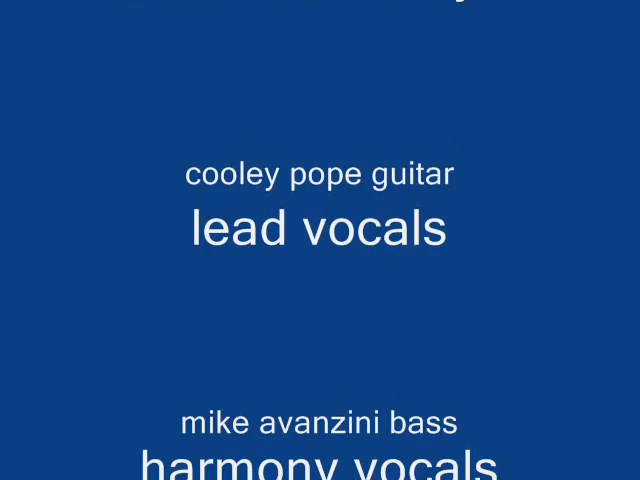 cooley pope guitar
lead vocals
mike avanzini bass
harmony vocals